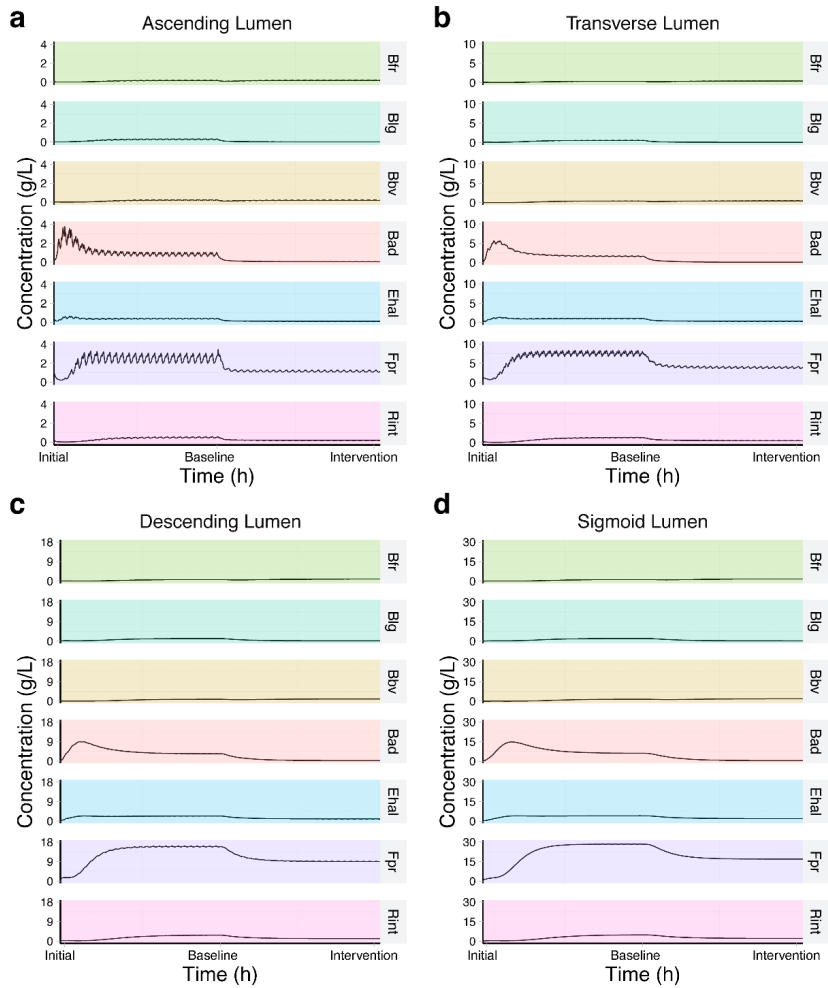 a
Ascending Lumen
Concentration (g/L)
4
2
0
Bfr
4
2
0
Blg
4
2
0
Bbv
4
2
0
Bad
4
2
0
Ehal
4
2
0
Fpr
4
2
0
Rint
Initial Baseline Intervention
Time (h)
b
Transverse Lumen
Concentration (g/L)
10
5
0
Bfr
10
5
0
Blg
10
5
0
Bbv
10
5
0
Bad
10
5
0
Ehal
10
5
0
Fpr
10
5
0
Rint
Initial Baseline Intervention
Time (h)
c
Descending Lumen
Concentration (g/L)
18
9
0
Bfr
18
9
0
Blg
18
9
0
Bbv
18
9
0
Bad
18
9
0
Ehal
18
9
0
Fpr
18
9
0
Rint
Initial Baseline Intervention
Time (h)
d
Sigmoid Lumen
Concentration (g/L)
30
15
0
Bfr
30
15
0
Blg
30
15
0
Bbv
30
15
0
Bad
30
15
0
Ehal
30
15
0
Fpr
30
15
0
Rint
Initial Baseline Intervention
Time (h)